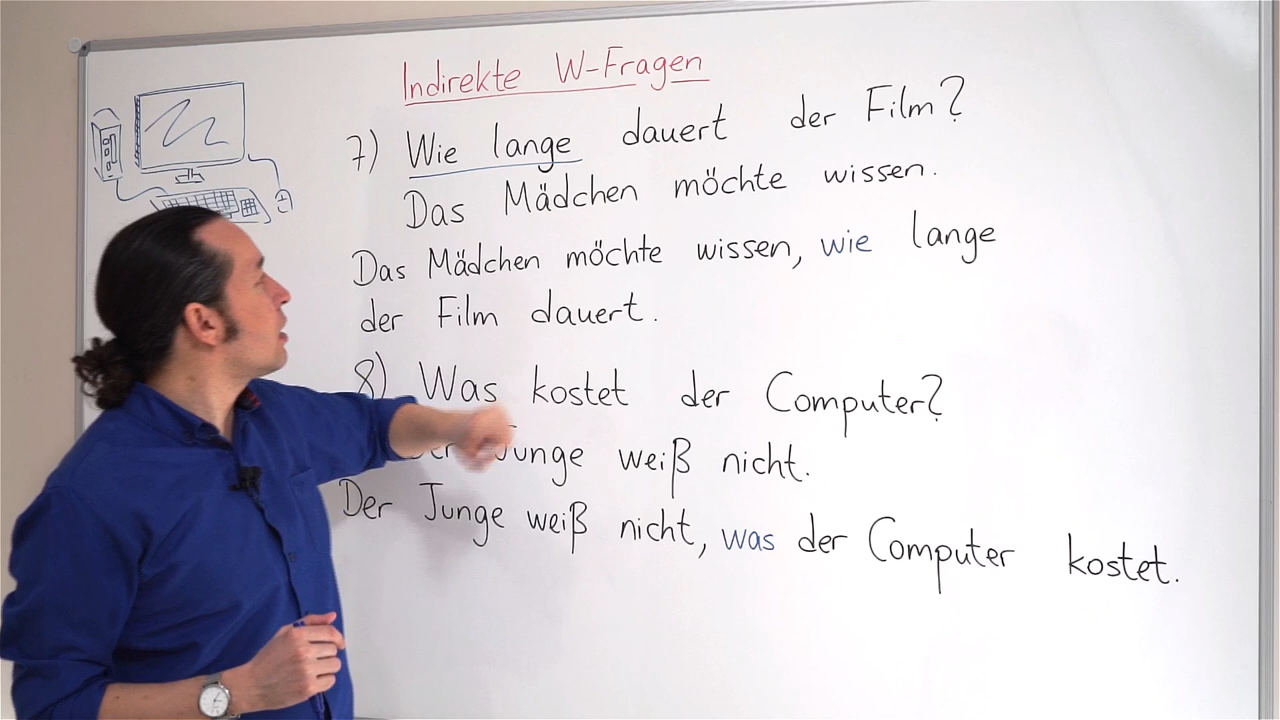 Indirekte W-Fragen
7) Wie lange dauert der Film?
Das Mädchen möchte wissen.
Das Mädchen möchte wissen, wie lange
der Film dauert.
8) Was kostet der Computer?
Junge weiß nicht.
Der Junge weiß nicht, was der Computer kostet.